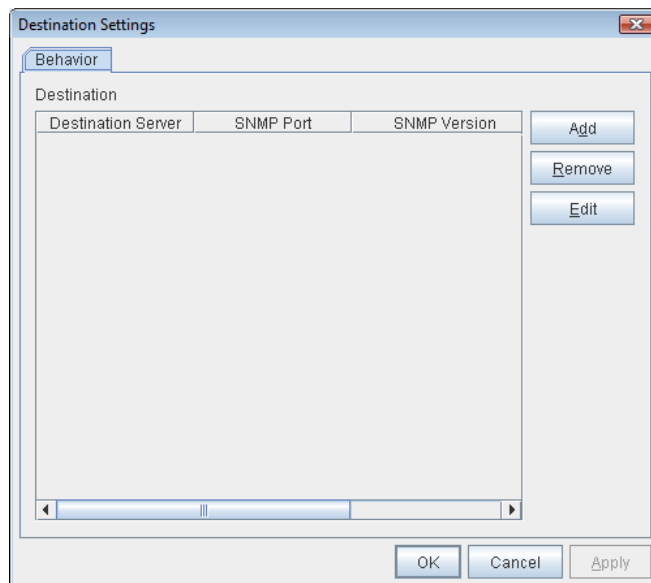 Destination Settings
Behavior
Destination
Destination Server SNMP Port SNMP Version
Add
Remove
Edit
OK Cancel Apply